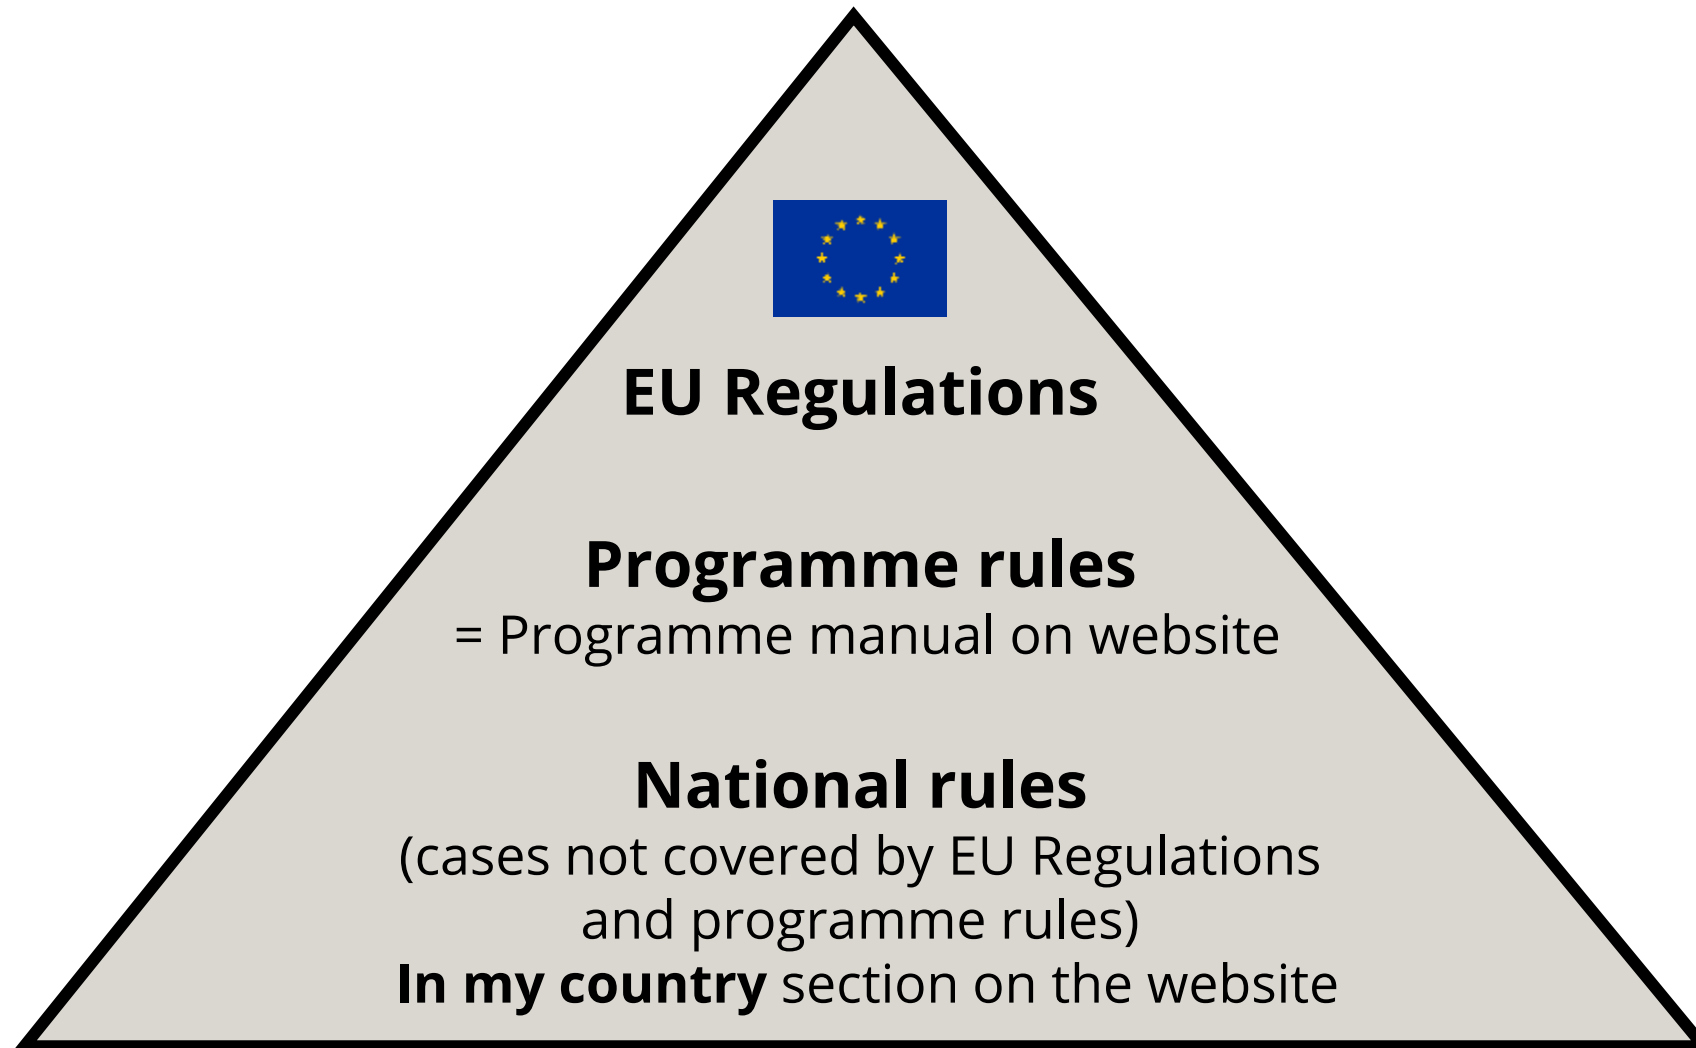 EU Regulations
Programme rules
= Programme manual on website
National rules
(cases not covered by EU Regulations
and programme rules)
In my country section on the website